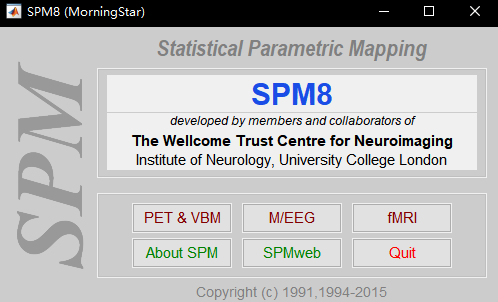 SPM8 (MorningStar)
SPM
Statistical Parametric Mapping
SPM8
developed by members and collaborators of
The Wellcome Trust Centre for Neuroimaging
Institute of Neurology, University College London
PET & VBM
M/EEG
fMRI
About SPM
SPMweb
Quit
Copyright (c) 1991,1994-2015